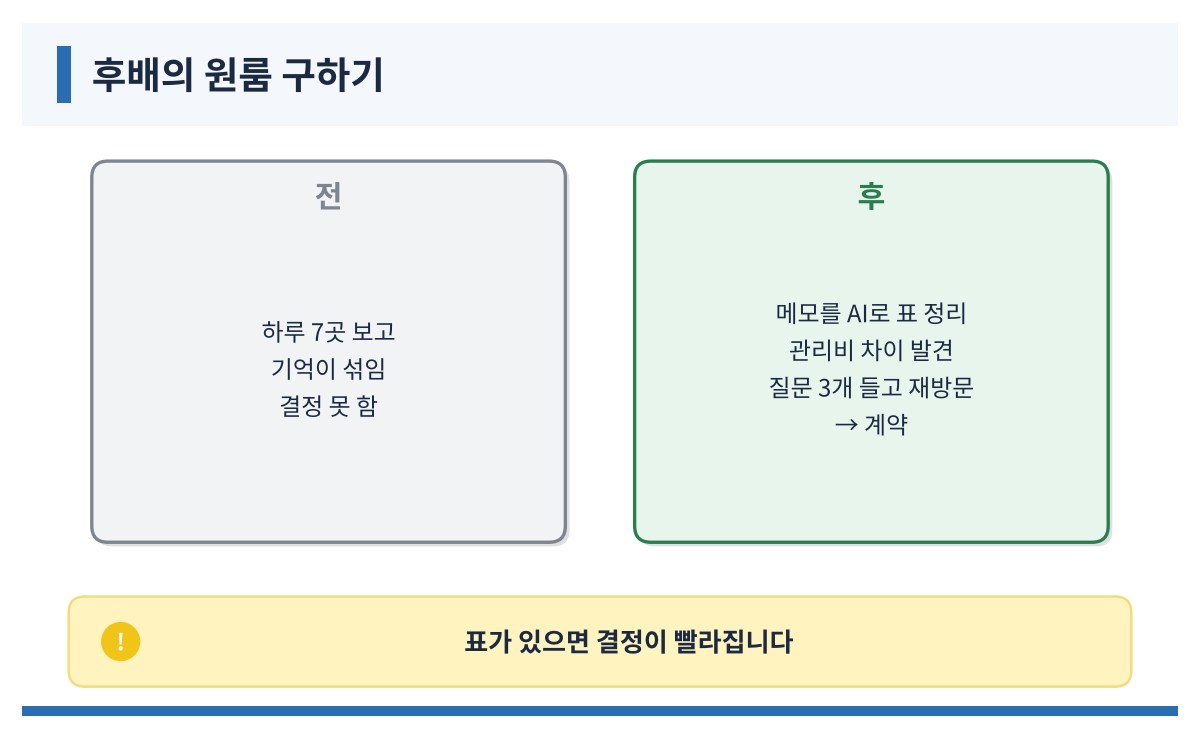 후배의 원룸 구하기
전
하루 7곳 보고
기억이 섞임
결정 못 함
후
메모를 AI로 표 정리
관리비 차이 발견
질문 3개 들고 재방문
→ 계약
!
표가 있으면 결정이 빨라집니다